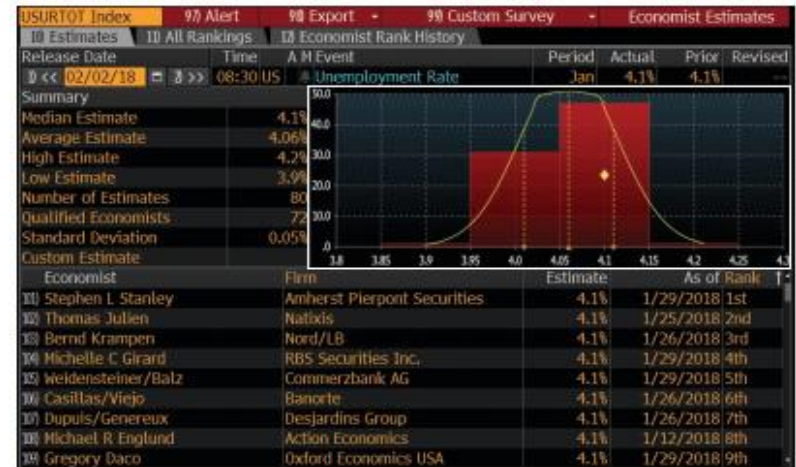 USURTOT Index 97) Alert 98) Export 99) Custom Survey Economist Estimates
10) Estimates 11) All Rankings 12) Economist Rank History
Release Date Time A M Event Period Actual Prior Revised
<< 02/02/18 >> 08:30 US Unemployment Rate Jan 4.1% 4.1% --
Summary
Median Estimate 4.1%
Average Estimate 4.06%
High Estimate 4.2%
Low Estimate 3.9%
Number of Estimates 80
Qualified Economists 72
Standard Deviation 0.05%
Custom Estimate
50.0
40.0
30.0
20.0
10.0
.0
3.8 3.85 3.9 3.95 4.0 4.05 4.1 4.15 4.2 4.25 4.3
Economist Firm Estimate As of Rank
101) Stephen L Stanley Amherst Pierpont Securities 4.1% 1/29/2018 1st
102) Thomas Julien Natixis 4.1% 1/25/2018 2nd
103) Bernd Krampen Nord/LB 4.1% 1/26/2018 3rd
104) Michelle C Girard RBS Securities Inc. 4.1% 1/29/2018 4th
105) Weidensteiner/Balz Commerzbank AG 4.1% 1/29/2018 5th
106) Casillas/Viejo Banorte 4.1% 1/26/2018 6th
107) Dupuis/Genereux Desjardins Group 4.1% 1/26/2018 7th
108) Michael R Englund Action Economics 4.1% 1/12/2018 8th
109) Gregory Daco Oxford Economics USA 4.1% 1/29/2018 9th